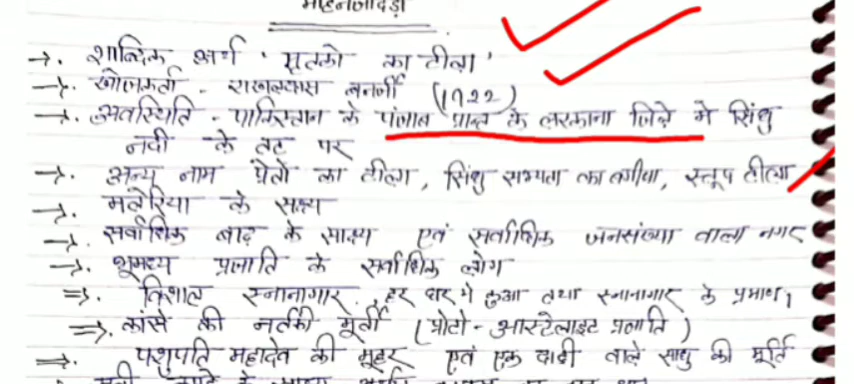 मोहनजोदड़ो
→. शाब्दिक अर्थ 'मृतको का टीला'
→. खोजकर्ता - राखलदास बनर्जी (1922)
→. अवस्थिति - पाकिस्तान के पंजाब प्रान्त के लरकाना जिले मे सिंधु
नदी के तट पर
→. अन्य नाम प्रेतो का टीला, सिंधु सभ्यता का बगीचा, स्तूप टीला
→. मलेरिया के सक्ष्य
→. सर्वाधिक बाढ़ के साक्ष्य एवं सर्वाधिक जनसंख्या वाला नगर
→. भूमध्य प्रजाति के सर्वाधिक लोग
⇒. विशाल स्नानागार, हर घर मे कुआ तथा स्नानागार के प्रमाण,
⇒. कांसे की नर्तकी मूर्ती (प्रोटो-आस्टेलाइट प्रजाति)
⇒. पशुपति महादेव की मूहर एवं एक दाढी वाले साधु की मूर्ति